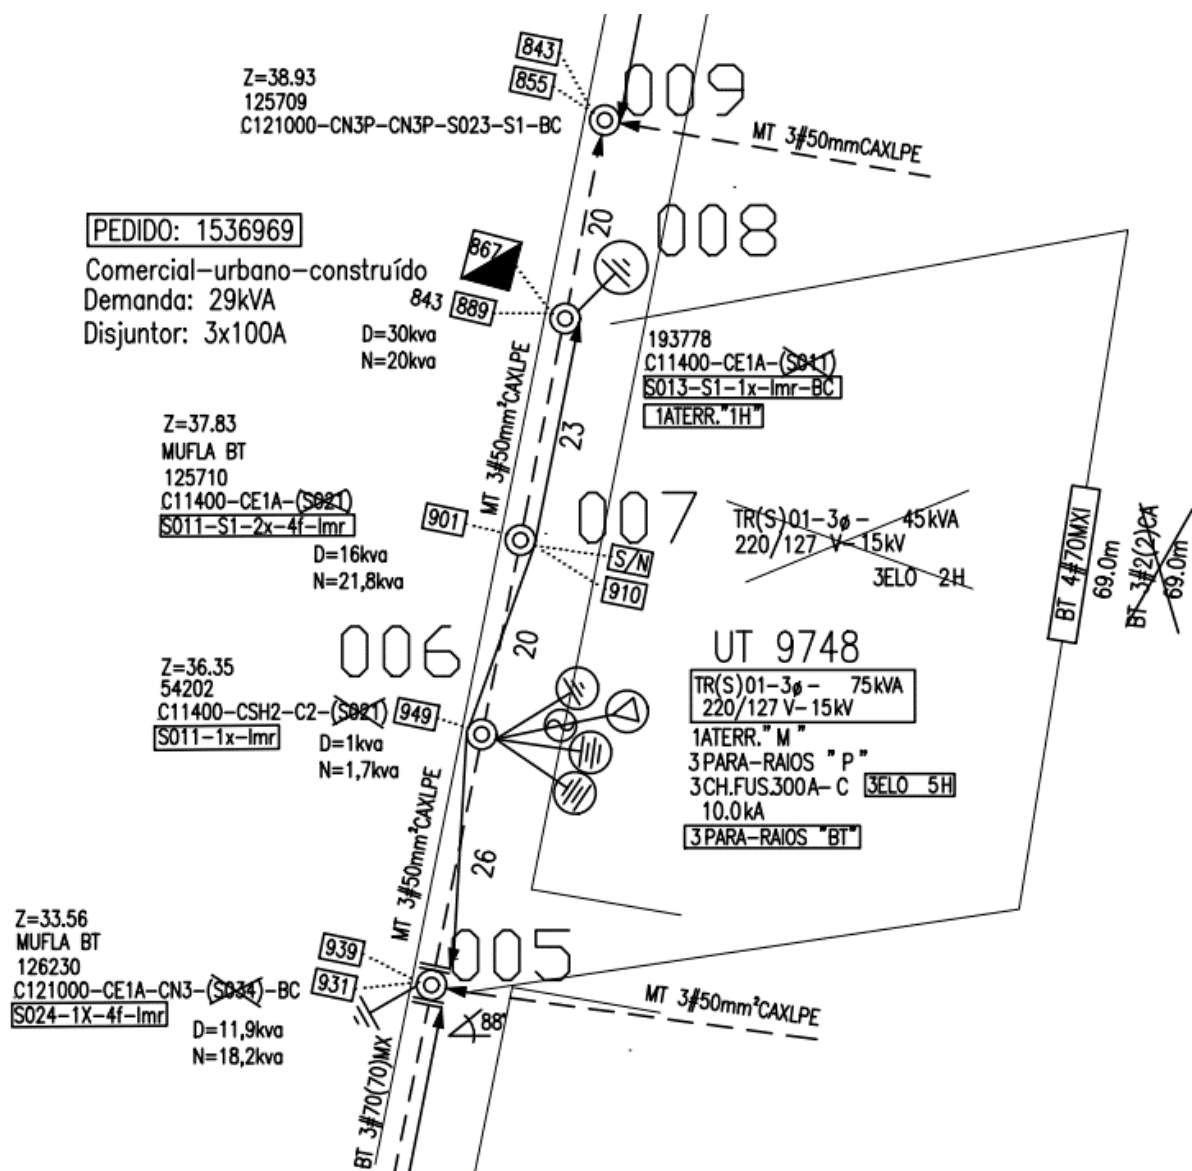 843
855
009
Z=38.93
125709
C121000-CN3P-CN3P-S023-S1-BC
MT 3#50mmCAXLPE
20
008
PEDIDO: 1536969
Comercial-urbano-construído
Demanda: 29kVA
Disjuntor: 3x100A
867
843
889
D=30kva
N=20kva
MT 3#50mm²CAXLPE
193778
C11400-CE1A-(S011)
S013-S1-1x-Imr-BC
1ATERR."1H"
23
Z=37.83
MUFLA BT
125710
C11400-CE1A-(S021)
S011-S1-2x-4f-Imr
D=16kva
N=21,8kva
901
007
S/N
910
TR(S)01-3ø- 45kVA
220/127 V-15kV
3ELO 2H
BT 4#70MXI
69.0m
BT 3#2(2)CA
69.0m
006
20
Z=36.35
54202
C11400-CSH2-C2-(S021)
S011-1x-Imr
949
D=1kva
N=1,7kva
UT 9748
TR(S)01-3ø- 75kVA
220/127 V-15kV
1ATERR."M"
3PARA-RAIOS "P"
3CH.FUS.300A-C 3ELO 5H
10.0kA
3PARA-RAIOS "BT"
MT 3#50mm²CAXLPE
26
Z=33.56
MUFLA BT
126230
C121000-CE1A-CN3-(S034)-BC
S024-1X-4f-Imr
D=11,9kva
N=18,2kva
939
931
005
MT 3#50mm²CAXLPE
88°
BT 3#70(70)MX